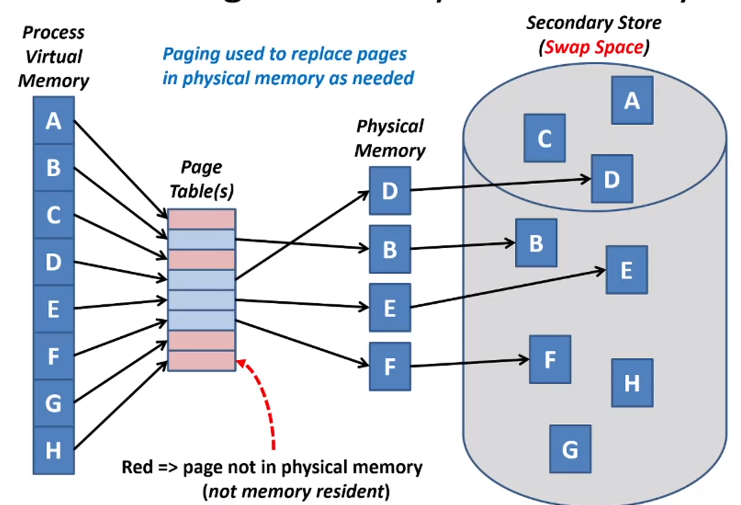 Process
Virtual
Memory
Paging used to replace pages
in physical memory as needed
Secondary Store
(Swap Space)
Page
Table(s)
Physical
Memory
A
B
C
D
E
F
G
H
D
B
E
F
A
C
D
B
E
F
H
G
Red => page not in physical memory
(not memory resident)